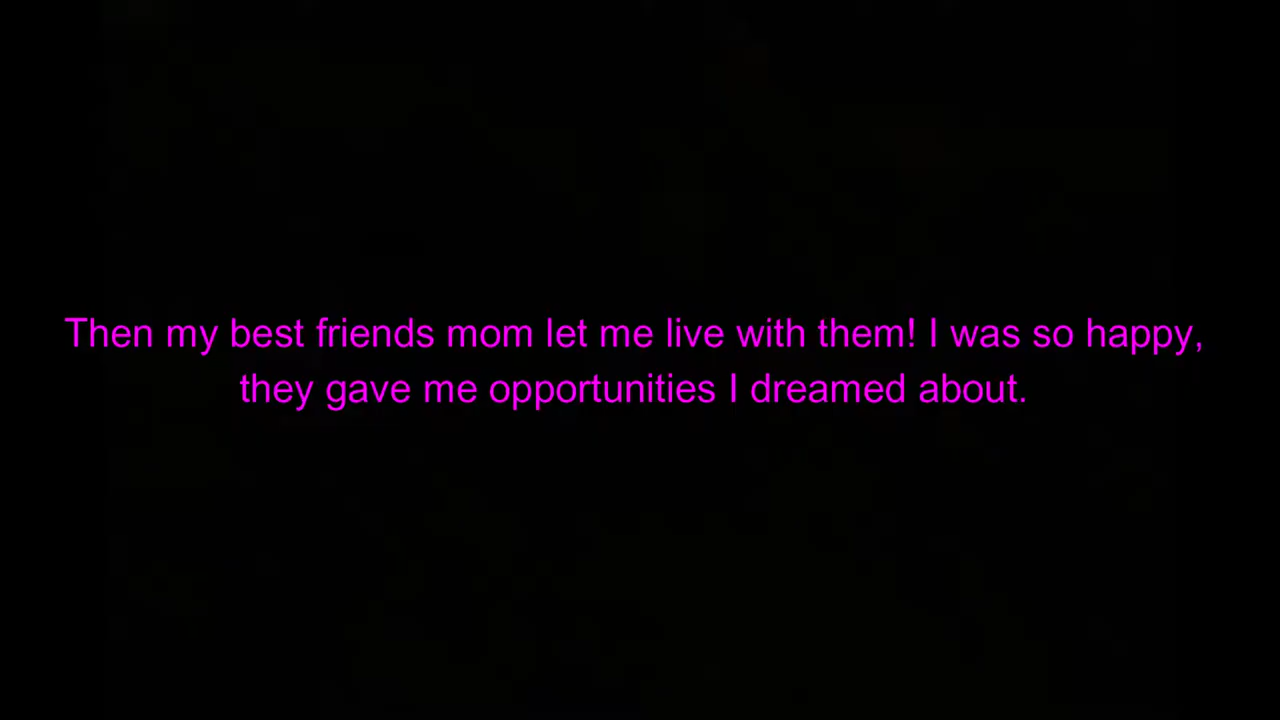 Then my best friends mom let me live with them! I was so happy,
they gave me opportunities I dreamed about.